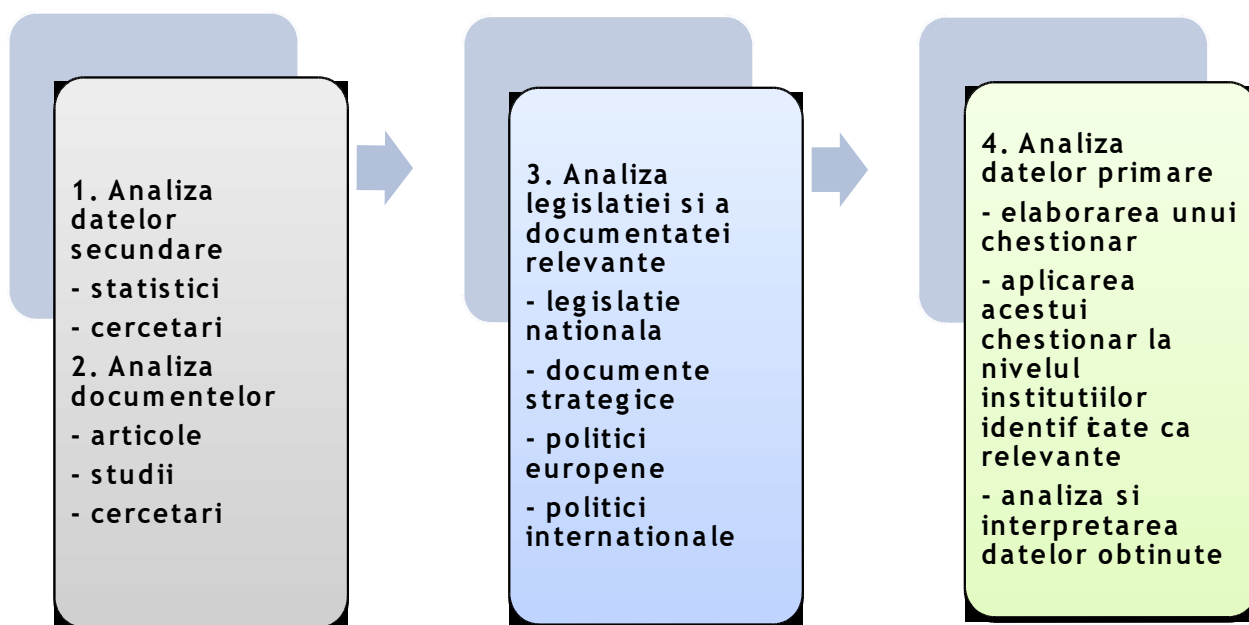 1. Analiza
datelor
secundare
- statistici
- cercetari
2. Analiza
documentelor
- articole
- studii
- cercetari
3. Analiza
legislatiei si a
documentatei
relevante
- legislatie
nationala
- documente
strategice
- politici
europene
- politici
internationale
4. Analiza
datelor primare
- elaborarea unui
chestionar
- aplicarea
acestui
chestionar la
nivelul
institutiilor
identificate ca
relevante
- analiza si
interpretarea
datelor obtinute